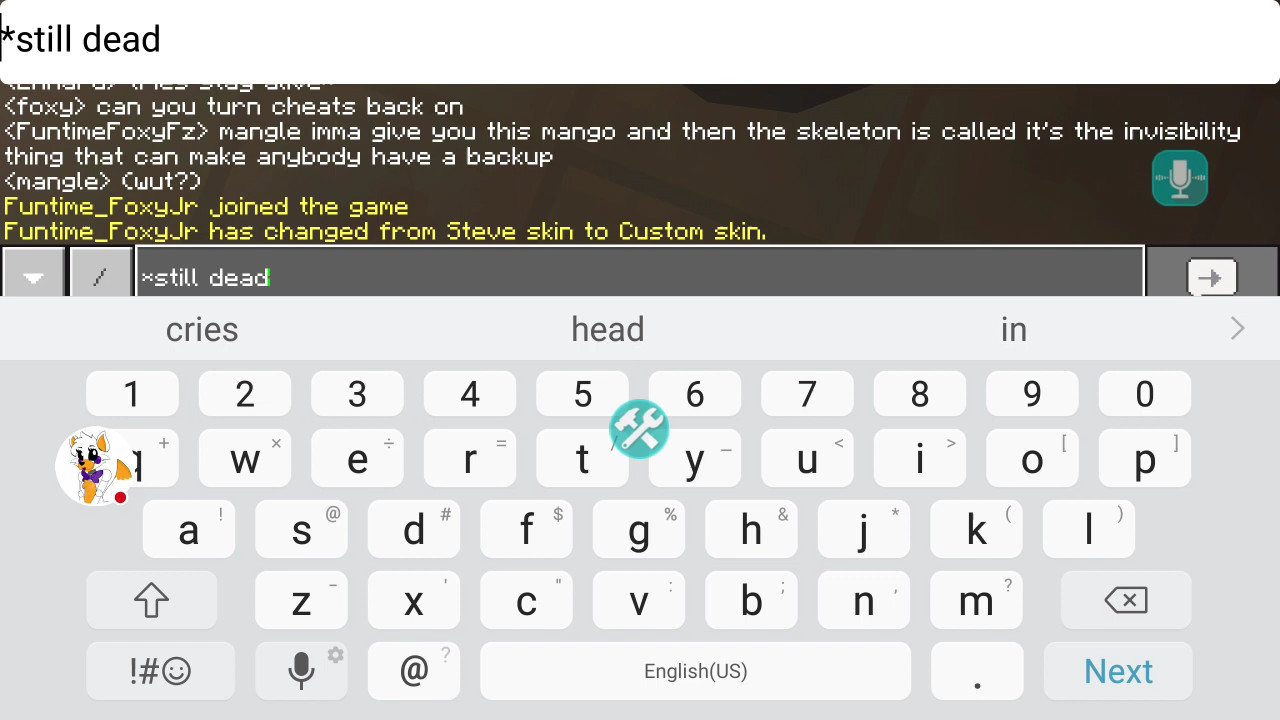 *still dead
<foxy> can you turn cheats back on
<FuntimeFoxyFz> mangle imma give you this mango and then the skeleton is called it's the invisibility
thing that can make anybody have a backup
<mangle> (wut?)
Funtime_FoxyJr joined the game
Funtime_FoxyJr has changed from Steve skin to Custom skin.
/ *still dead
cries head in
1 2 3 4 5 6 7 8 9 0
q + w × e ÷ r = t / y _ u < i > o [ p ]
a ! s @ d # f $ g % h & j * k ( l )
z - x ' c " v : b ; n , m ?
!#☺ @ ? English(US) . Next